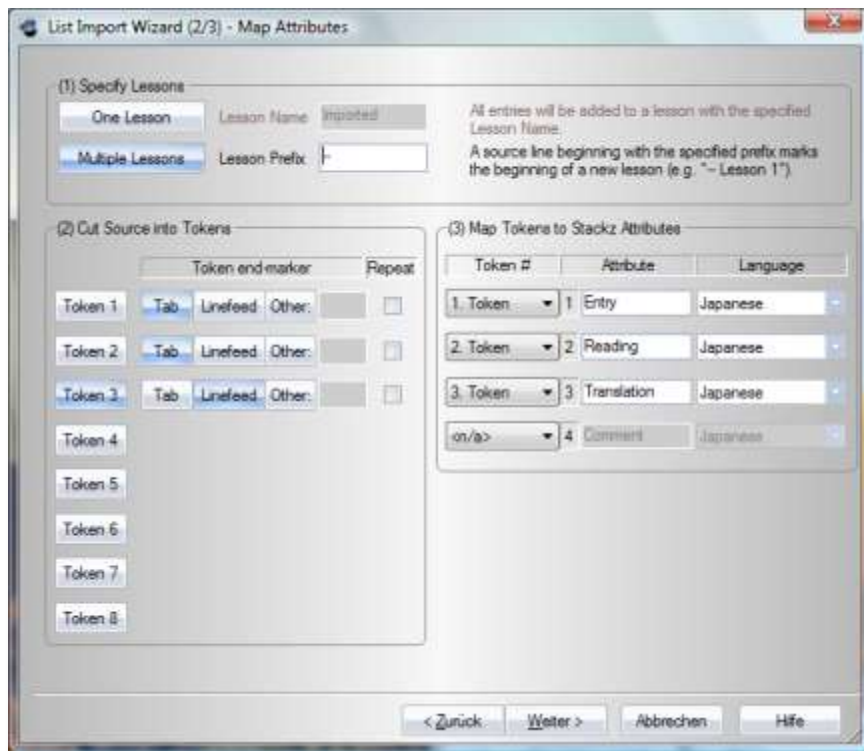 List Import Wizard (2/3) - Map Attributes
(1) Specify Lessons
One Lesson Lesson Name Imported All entries will be added to a lesson with the specified
Lesson Name.
Multiple Lessons Lesson Prefix A source line beginning with the specified prefix marks
the beginning of a new lesson (e.g. "-- Lesson 1").
(2) Cut Source into Tokens
Token end-marker Repeat
Token 1 Tab Linefeed Other:
Token 2 Tab Linefeed Other:
Token 3 Tab Linefeed Other:
Token 4
Token 5
Token 6
Token 7
Token 8
(3) Map Tokens to Stackz Attributes
Token # Attribute Language
1. Token 1 Entry Japanese
2. Token 2 Reading Japanese
3. Token 3 Translation Japanese
<n/a> 4 Comment Japanese
< Zurück Weiter > Abbrechen Hilfe